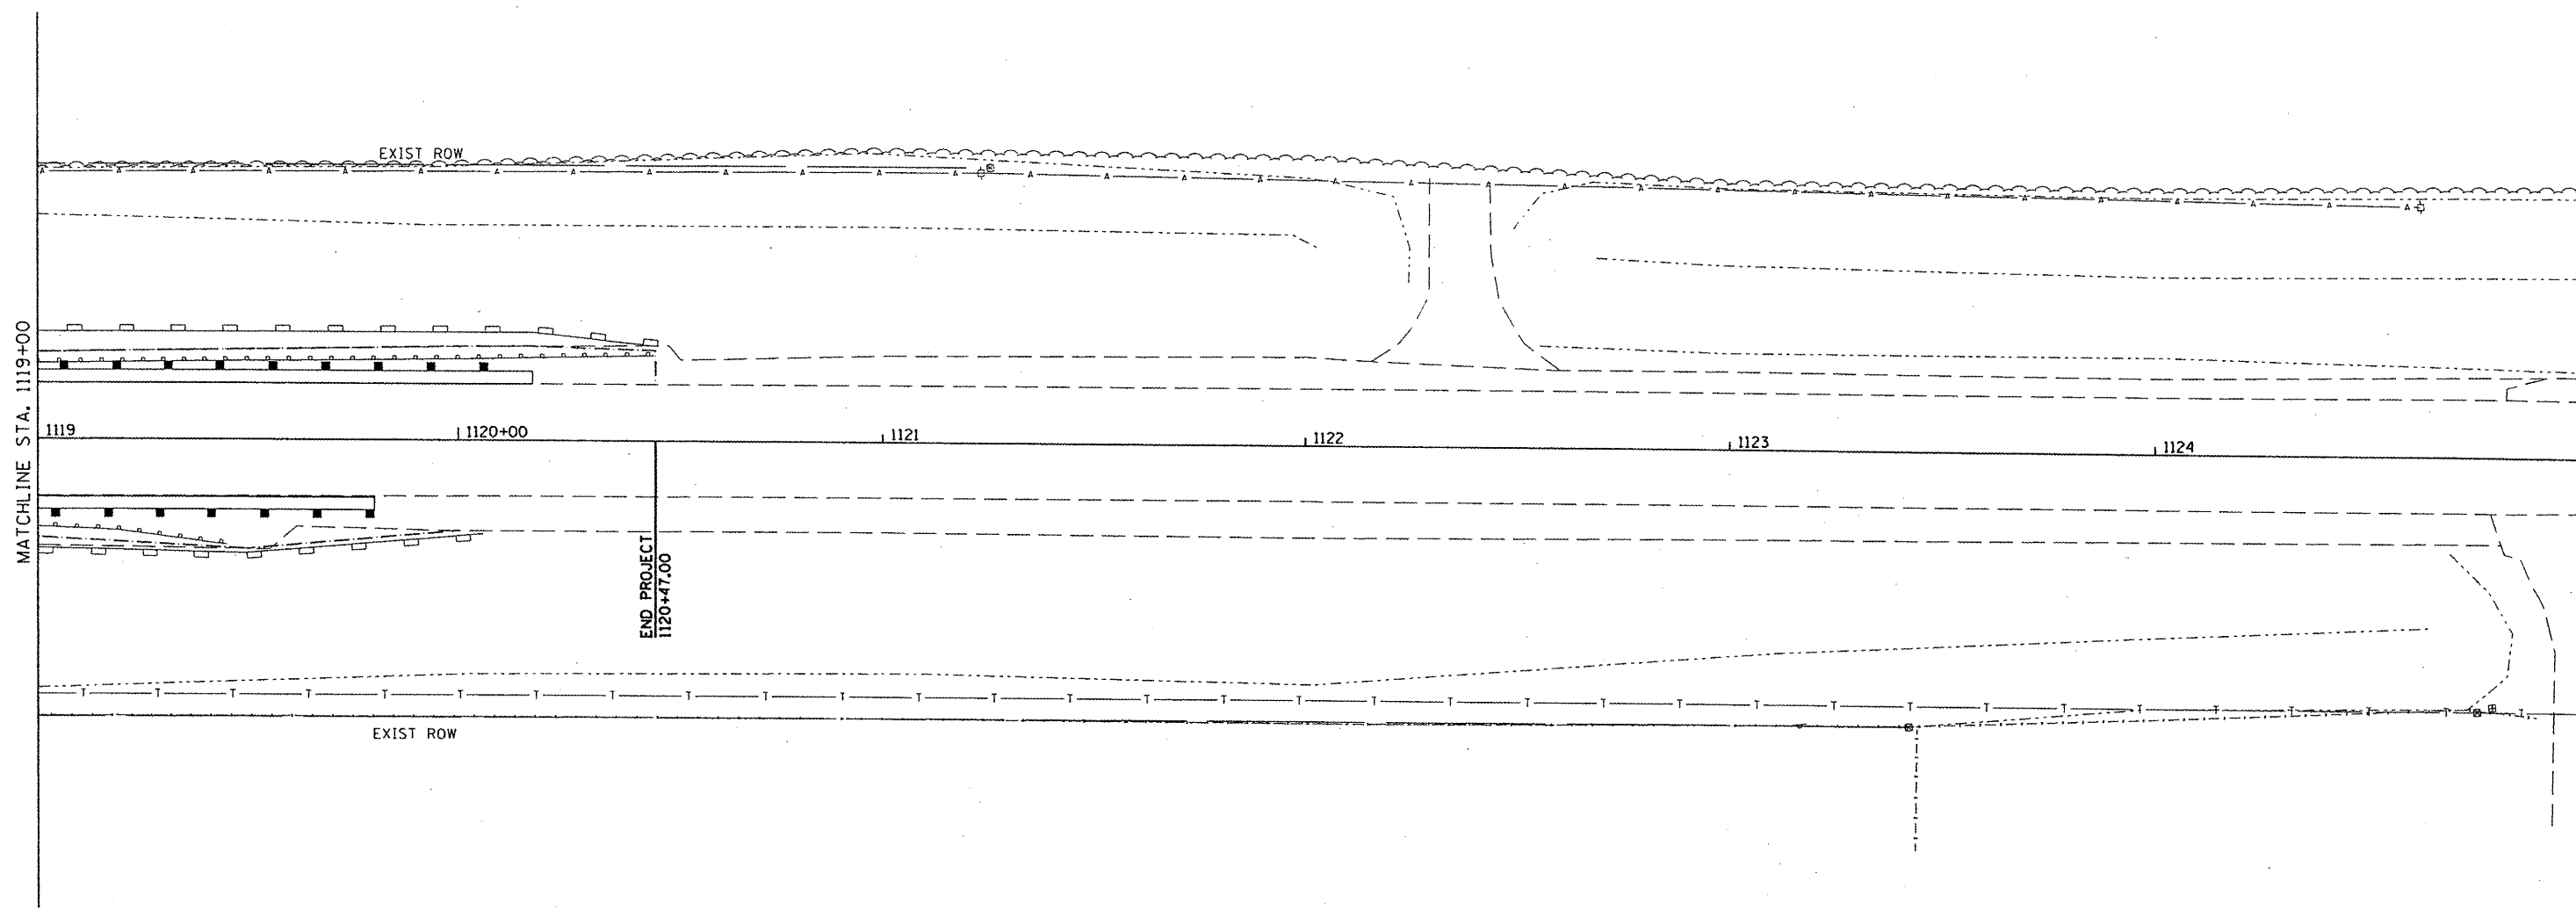 EXIST ROW
MATCHLINE STA. 1119+00
1119
1120+00
1121
1122
1123
1124
END PROJECT
1120+47.00
EXIST ROW